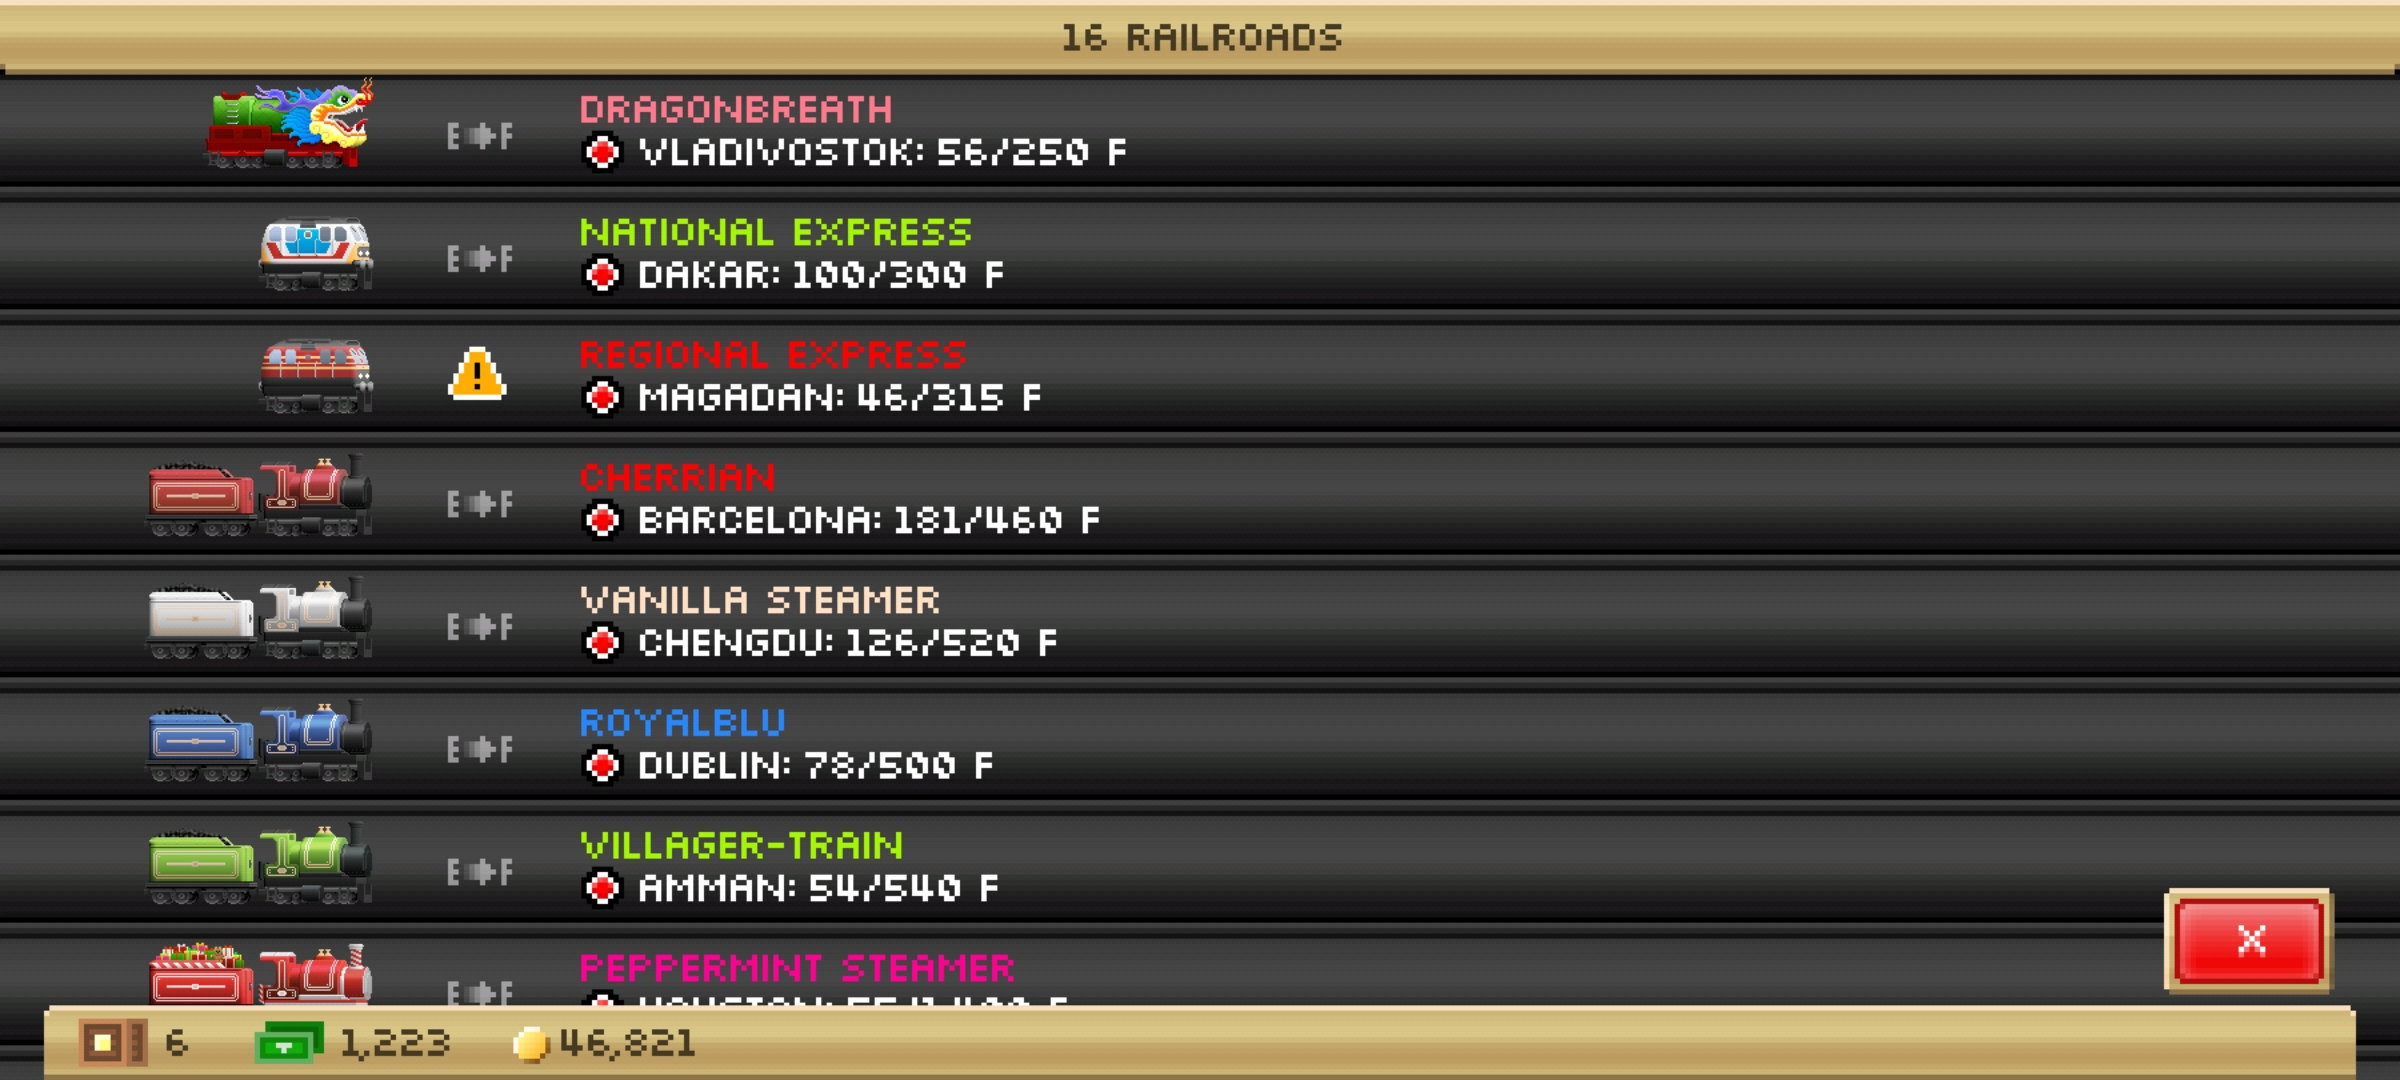 16 RAILROADS
DRAGONBREATH
E F
VLADIVOSTOK: 56/250 F
NATIONAL EXPRESS
E F
DAKAR: 100/300 F
REGIONAL EXPRESS
MAGADAN: 46/315 F
CHERRIAN
E F
BARCELONA: 181/460 F
VANILLA STEAMER
E F
CHENGDU: 126/520 F
ROYALBLU
E F
DUBLIN: 78/500 F
VILLAGER-TRAIN
E F
AMMAN: 54/540 F
PEPPERMINT STEAMER
E F
X
6 1,223 46,821